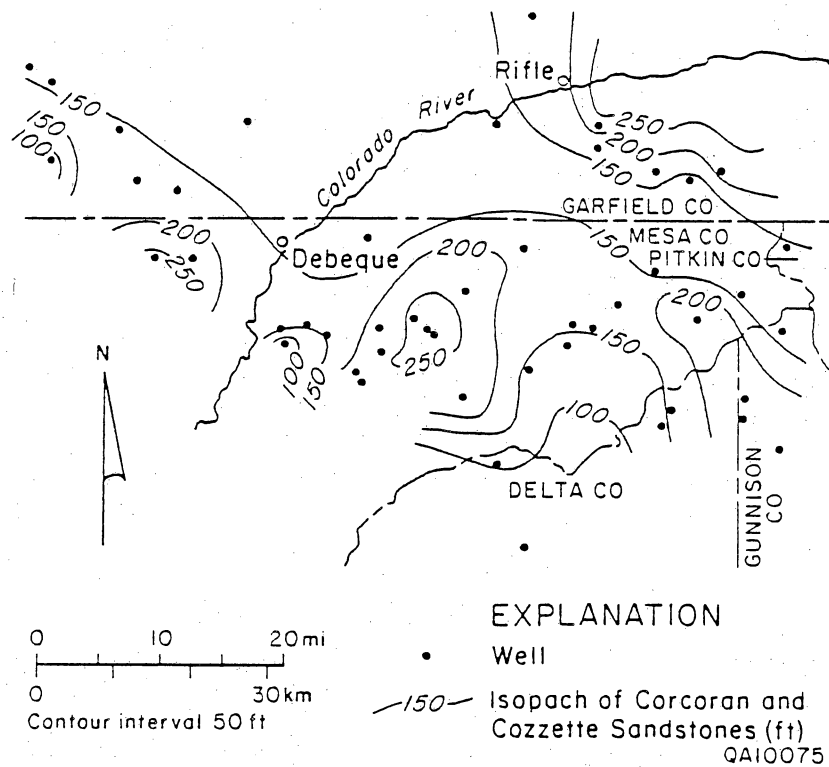 Rifle
Colorado River
150
150
100
250
200
150
GARFIELD CO
MESA CO
PITKIN CO
200
250
Debeque
200
150
200
250
150
100
150
100
DELTA CO
GUNNISON CO
N
EXPLANATION
0 10 20 mi
Well
0 30 km
150 Isopach of Corcoran and
Cozzette Sandstones (ft)
Contour interval 50 ft
QA10075